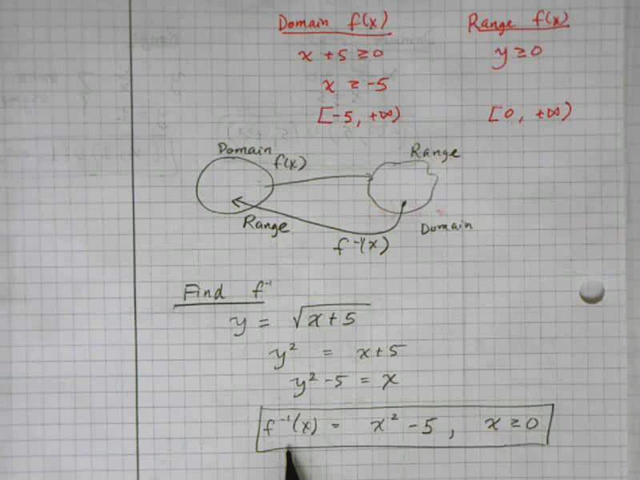 Domain f(x) Range f(x)
x + 5 ≥ 0 y ≥ 0
x ≥ -5
[-5, +∞) [0, +∞)
Domain Range
f(x)
Range Domain
f⁻¹(x)
Find f⁻¹
y = √(x + 5)
y² = x + 5
y² - 5 = x
f⁻¹(x) = x² - 5, x ≥ 0